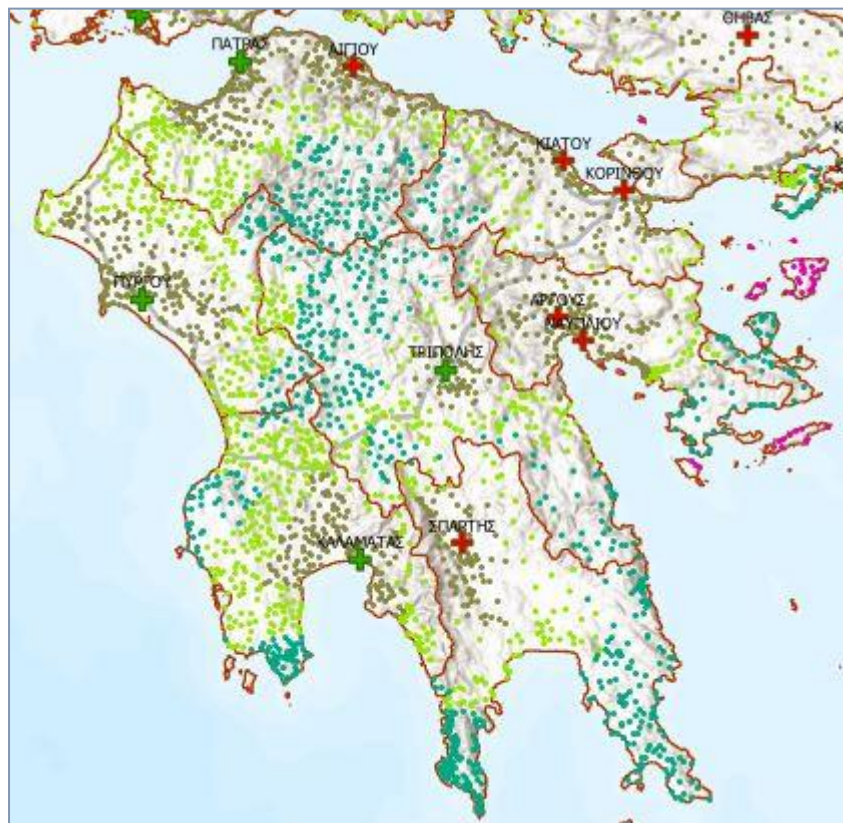 ΘΗΒΑΣ
ΠΑΤΡΑΣ
ΑΙΓΙΟΥ
ΚΙΑΤΟΥ
ΚΟΡΙΝΘΟΥ
ΠΥΡΓΟΥ
ΑΡΓΟΥΣ
ΝΑΥΠΛΙΟΥ
ΤΡΙΠΟΛΗΣ
ΣΠΑΡΤΗΣ
ΚΑΛΑΜΑΤΑΣ